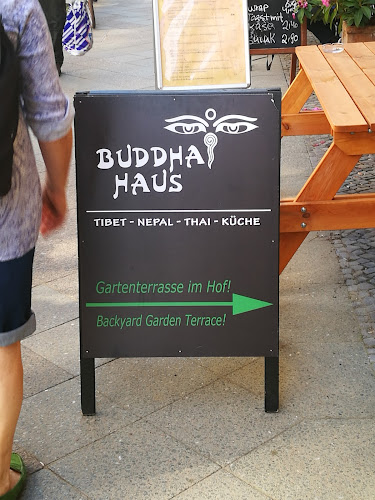 BUDDHA
HAUS
TIBET - NEPAL - THAI - KÜCHE
Gartenterrasse im Hof!
Backyard Garden Terrace!